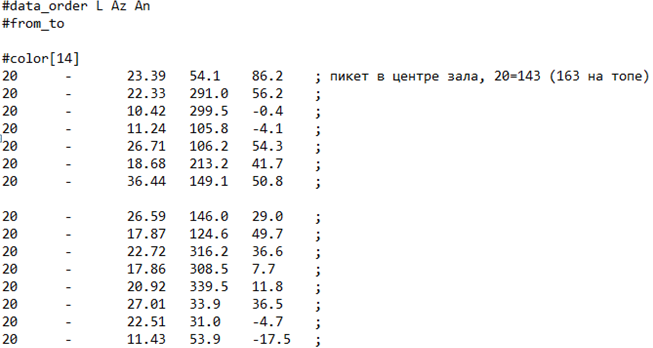 #data_order L Az An
#from_to

#color[14]
20 - 23.39 54.1 86.2 ; пикет в центре зала, 20=143 (163 на топе)
20 - 22.33 291.0 56.2 ;
20 - 10.42 299.5 -0.4 ;
20 - 11.24 105.8 -4.1 ;
20 - 26.71 106.2 54.3 ;
20 - 18.68 213.2 41.7 ;
20 - 36.44 149.1 50.8 ;

20 - 26.59 146.0 29.0 ;
20 - 17.87 124.6 49.7 ;
20 - 22.72 316.2 36.6 ;
20 - 17.86 308.5 7.7 ;
20 - 20.92 339.5 11.8 ;
20 - 27.01 33.9 36.5 ;
20 - 22.51 31.0 -4.7 ;
20 - 11.43 53.9 -17.5 ;